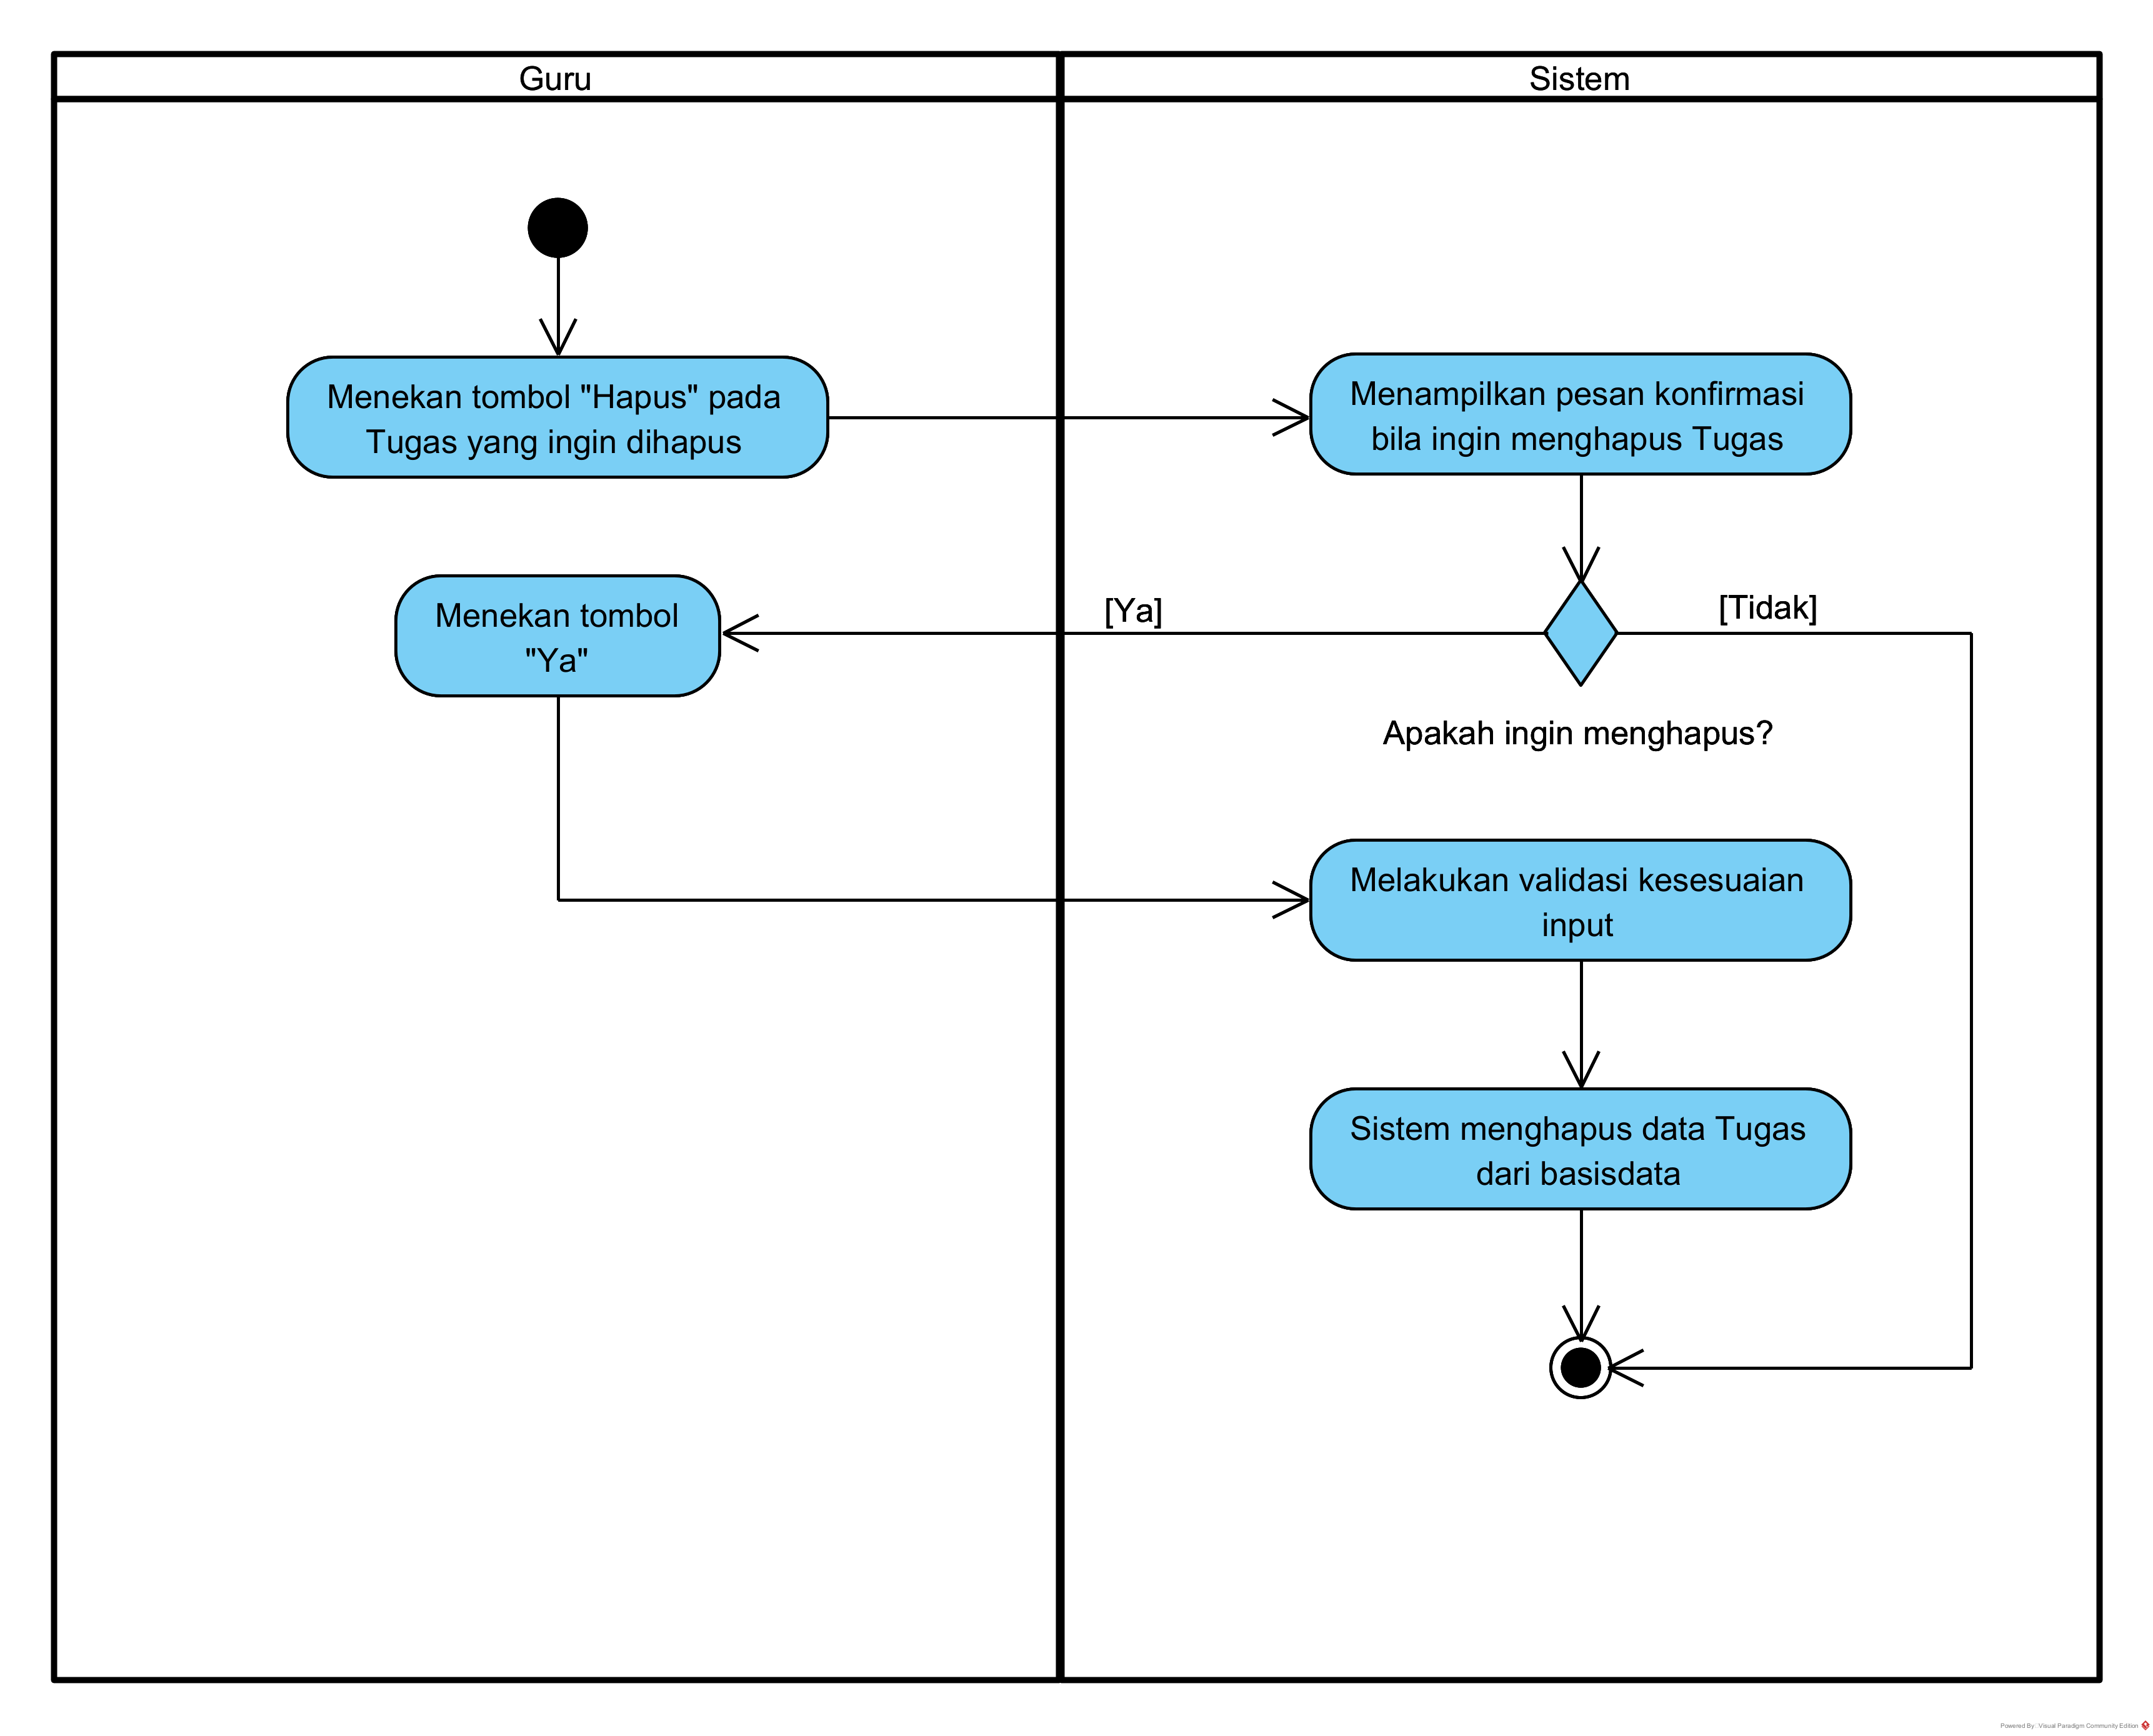 Guru
Sistem
Menekan tombol "Hapus" pada
Tugas yang ingin dihapus
Menampilkan pesan konfirmasi
bila ingin menghapus Tugas
Menekan tombol
"Ya"
[Ya]
[Tidak]
Apakah ingin menghapus?
Melakukan validasi kesesuaian
input
Sistem menghapus data Tugas
dari basisdata
Powered By: Visual Paradigm Community Edition